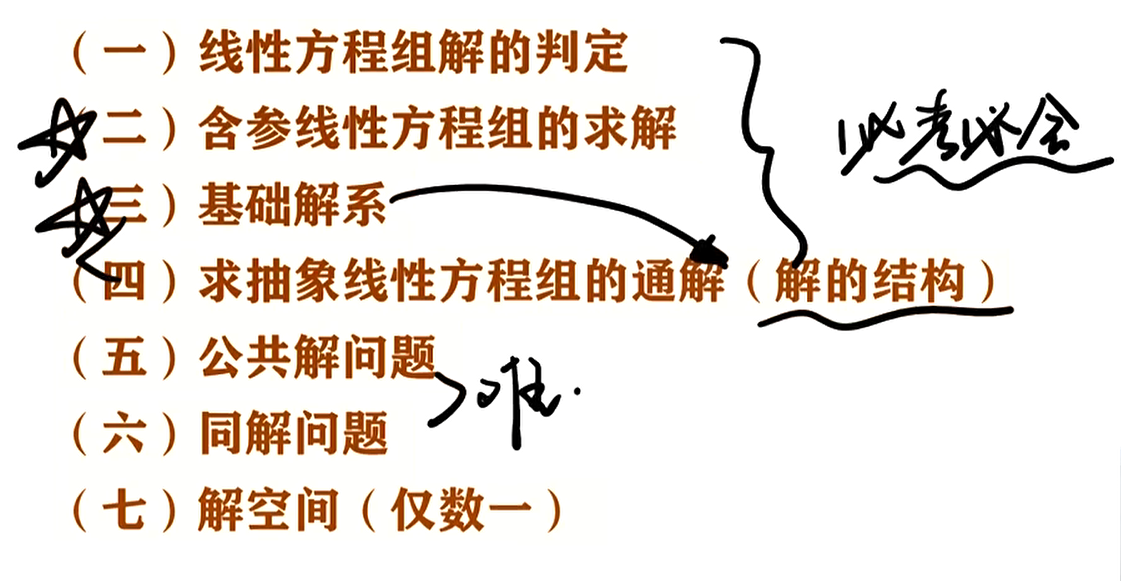 （一）线性方程组解的判定
（二）含参线性方程组的求解
必考必会
（三）基础解系
（四）求抽象线性方程组的通解（解的结构）
（五）公共解问题
难.
（六）同解问题
（七）解空间（仅数一）